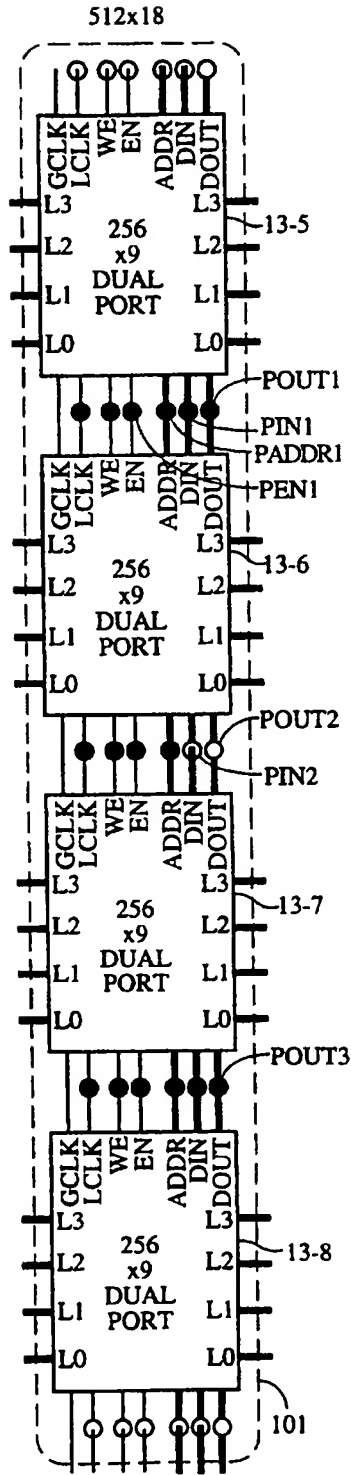 512x18
GCLK LCLK WE EN ADDR DIN DOUT
L3 L3 13-5
L2 256 L2
x9
L1 DUAL L1
PORT
L0 L0
POUT1
PIN1
PADDR1
PEN1
GCLK LCLK WE EN ADDR DIN DOUT
L3 L3 13-6
L2 256 L2
x9
L1 DUAL L1
PORT
L0 L0
POUT2
PIN2
GCLK LCLK WE EN ADDR DIN DOUT
L3 L3 13-7
L2 256 L2
x9
L1 DUAL L1
PORT
L0 L0
POUT3
GCLK LCLK WE EN ADDR DIN DOUT
L3 L3 13-8
L2 256 L2
x9
L1 DUAL L1
PORT
L0 L0
101